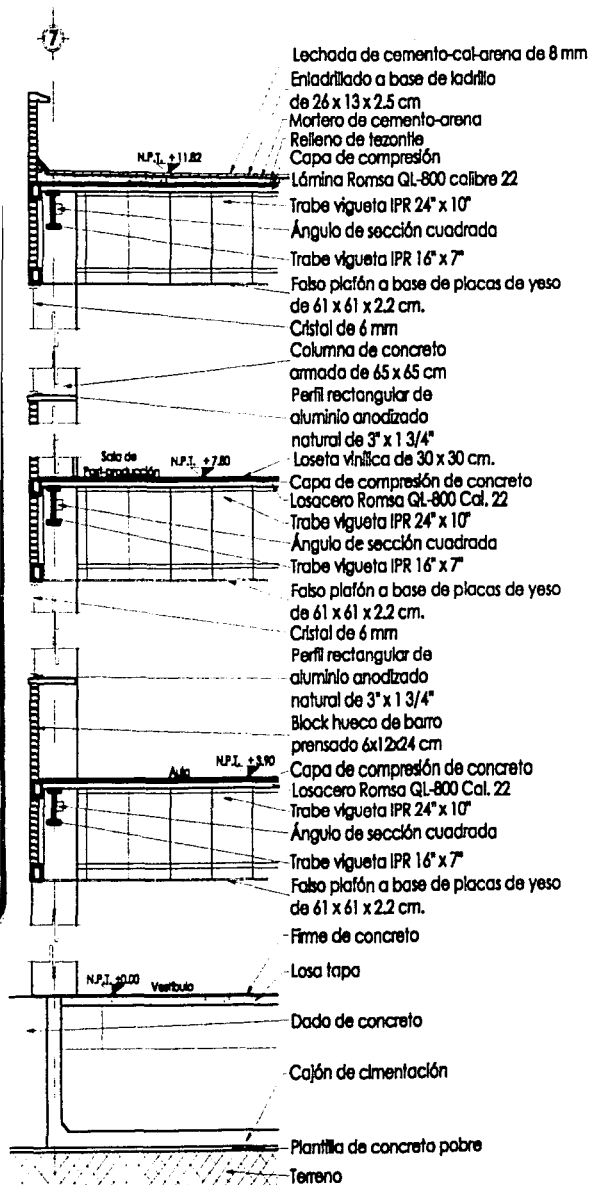 7
Lechada de cemento-cal-arena de 8 mm
Enladrillado a base de ladrillo
de 26 x 13 x 2.5 cm
Mortero de cemento-arena
Relleno de tezontle
N.P.T. +11.82
Capa de compresión
Lámina Romsa QL-800 calibre 22
Trabe vigueta IPR 24" x 10"
Ángulo de sección cuadrada
Trabe vigueta IPR 16" x 7"
Falso plafón a base de placas de yeso
de 61 x 61 x 2.2 cm.
Cristal de 6 mm
Columna de concreto
armado de 65 x 65 cm
Perfil rectangular de
aluminio anodizado
natural de 3" x 1 3/4"
Sala de
Post-producción
N.P.T. +7.80
Loseta vinílica de 30 x 30 cm.
Capa de compresión de concreto
Losacero Romsa QL-800 Cal. 22
Trabe vigueta IPR 24" x 10"
Ángulo de sección cuadrada
Trabe vigueta IPR 16" x 7"
Falso plafón a base de placas de yeso
de 61 x 61 x 2.2 cm.
Cristal de 6 mm
Perfil rectangular de
aluminio anodizado
natural de 3" x 1 3/4"
Block hueco de barro
prensado 6x12x24 cm
Aula
N.P.T. +3.90
Capa de compresión de concreto
Losacero Romsa QL-800 Cal. 22
Trabe vigueta IPR 24" x 10"
Ángulo de sección cuadrada
Trabe vigueta IPR 16" x 7"
Falso plafón a base de placas de yeso
de 61 x 61 x 2.2 cm.
Firme de concreto
N.P.T. +0.00
Vestíbulo
Losa tapa
Dado de concreto
Cajón de cimentación
Plantilla de concreto pobre
Terreno